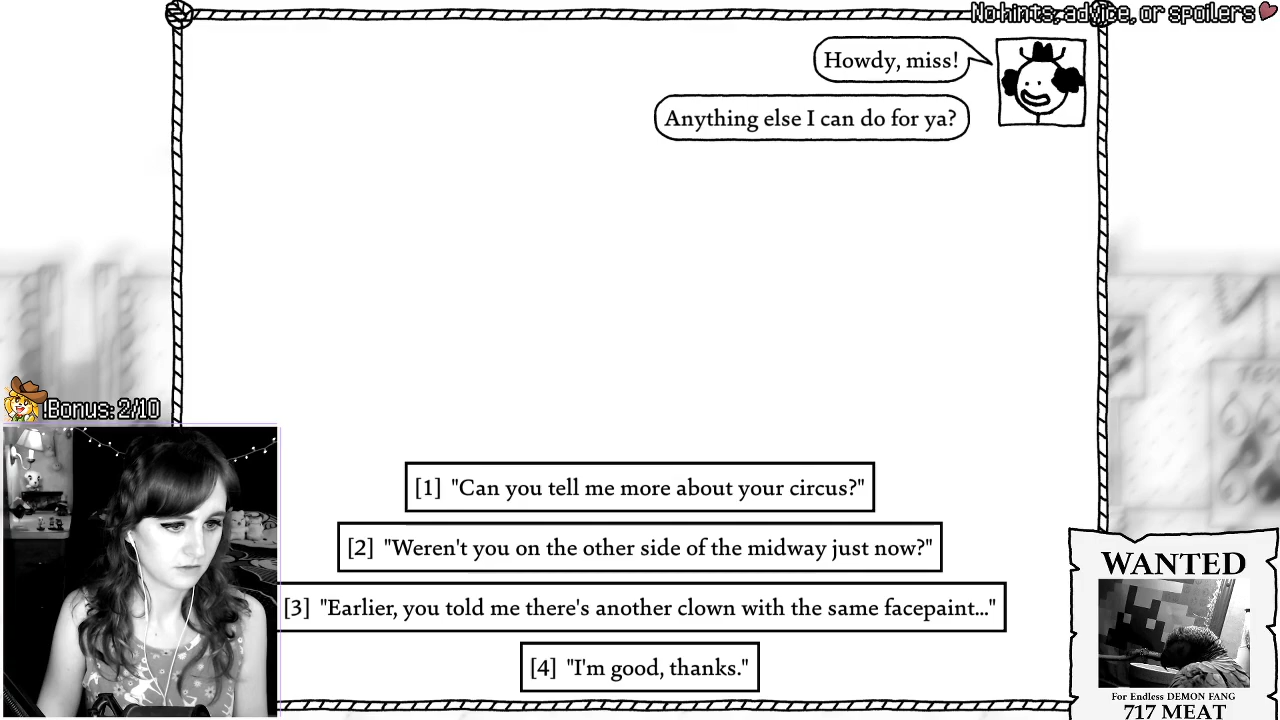 No hints, advice, or spoilers
Howdy, miss!
Anything else I can do for ya?
!Bonus: 2/10
[1] "Can you tell me more about your circus?"
[2] "Weren't you on the other side of the midway just now?"
[3] "Earlier, you told me there's another clown with the same facepaint..."
[4] "I'm good, thanks."
WANTED
For Endless DEMON FANG
717 MEAT